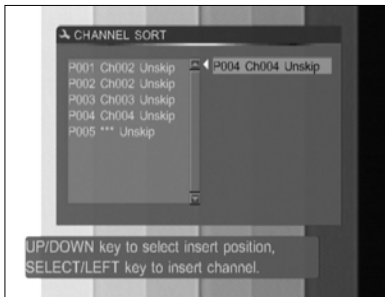 CHANNEL SORT
P001 Ch002 Unskip
P002 Ch002 Unskip
P003 Ch003 Unskip
P004 Ch004 Unskip
P005 *** Unskip
P004 Ch004 Unskip
UP/DOWN key to select insert position,
SELECT/LEFT key to insert channel.